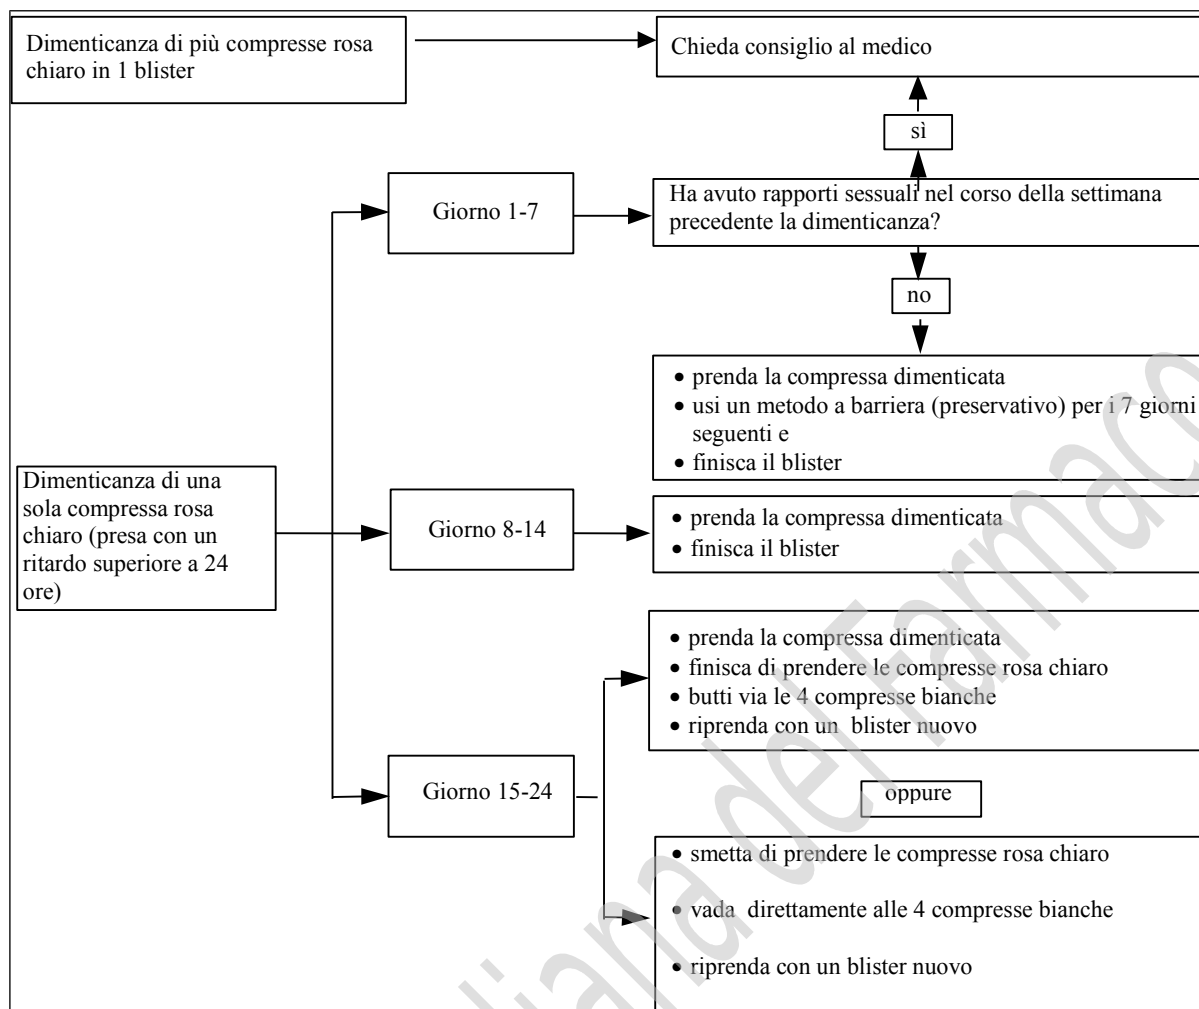 Dimenticanza di più compresse rosa
chiaro in 1 blister
Chieda consiglio al medico
sì
Giorno 1-7
Ha avuto rapporti sessuali nel corso della settimana
precedente la dimenticanza?
no
• prenda la compressa dimenticata
• usi un metodo a barriera (preservativo) per i 7 giorni
seguenti e
• finisca il blister
Dimenticanza di una
sola compressa rosa
chiaro (presa con un
ritardo superiore a 24
ore)
Giorno 8-14
• prenda la compressa dimenticata
• finisca il blister
• prenda la compressa dimenticata
• finisca di prendere le compresse rosa chiaro
• butti via le 4 compresse bianche
• riprenda con un blister nuovo
Giorno 15-24
oppure
• smetta di prendere le compresse rosa chiaro
• vada direttamente alle 4 compresse bianche
• riprenda con un blister nuovo
liana del Farmaco